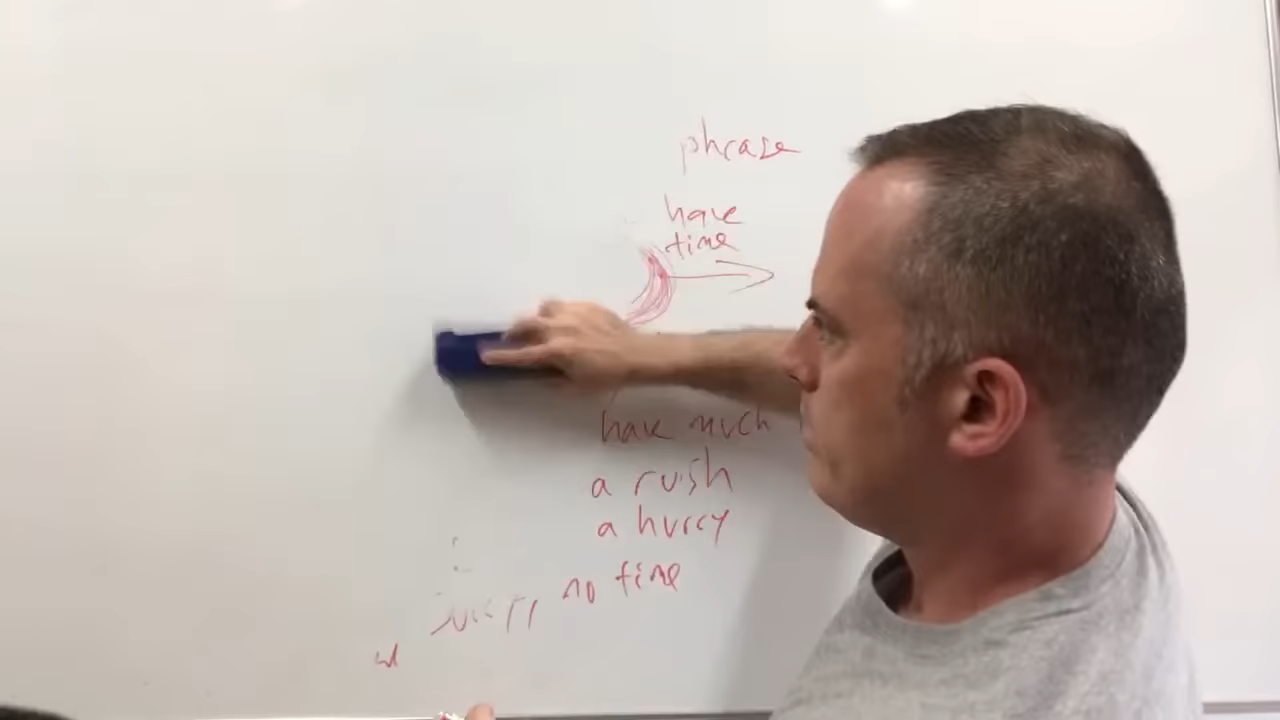 phrase
have
time
have much
a rush
a hurry
no time